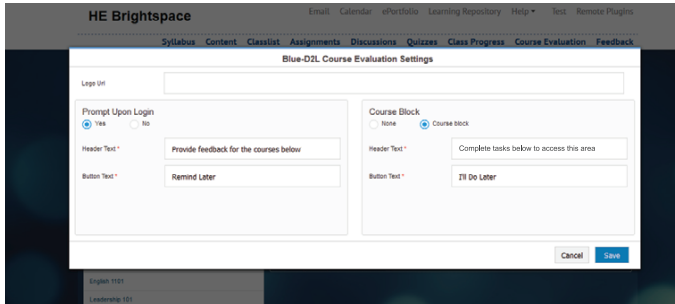 HE Brightspace
Email Calendar ePortfolio Learning Repository Help Test Remote Plugins
Syllabus Content Classlist Assignments Discussions Quizzes Class Progress Course Evaluation Feedback
Blue-D2L Course Evaluation Settings
Logo Url
Prompt Upon Login
Yes No
Header Text * Provide feedback for the courses below
Button Text * Remind Later
Course Block
None Course block
Header Text * Complete tasks below to access this area
Button Text * I'll Do Later
Cancel Save
English 1101
Leadership 101